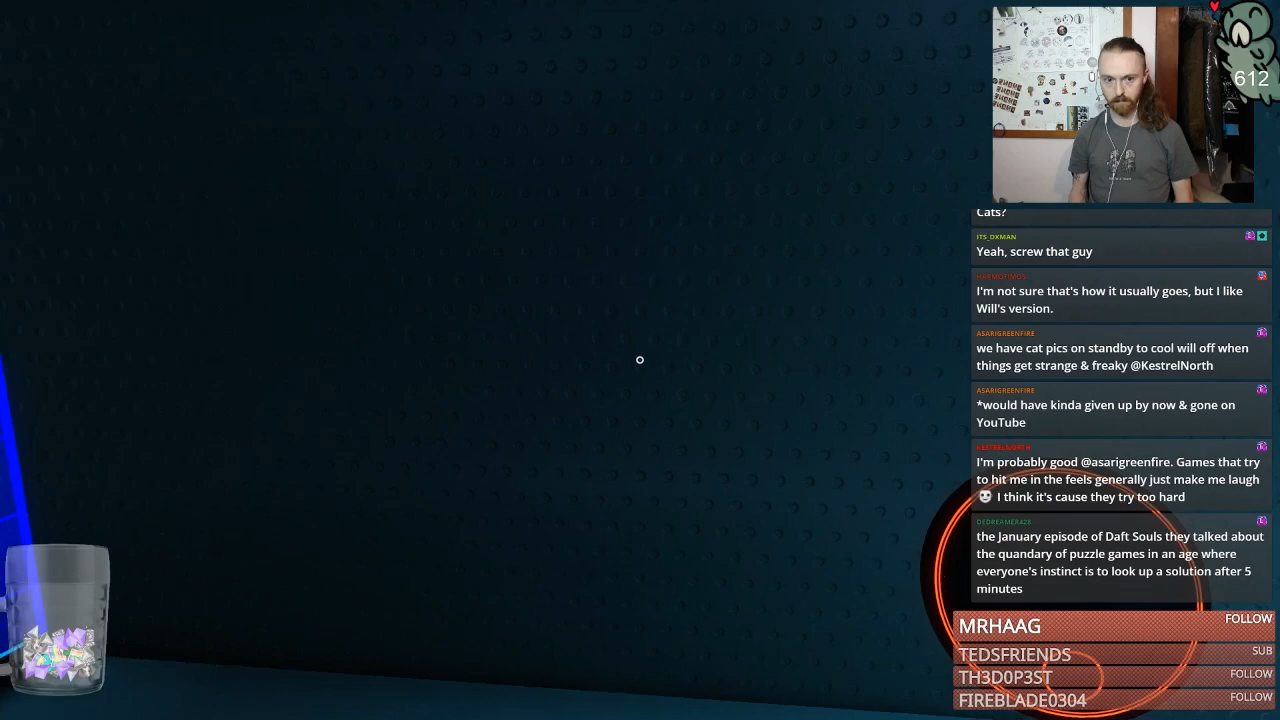 612
Cats?
ITS_DXMAN
Yeah, screw that guy
I'm not sure that's how it usually goes, but I like
Will's version.
ASARIGREENFIRE
we have cat pics on standby to cool will off when
things get strange & freaky @KestrelNorth
ASARIGREENFIRE
*would have kinda given up by now & gone on
YouTube
KESTRELNORTH
I'm probably good @asarigreenfire. Games that try
to hit me in the feels generally just make me laugh
I think it's cause they try too hard
DEDREAMER428
the January episode of Daft Souls they talked about
the quandary of puzzle games in an age where
everyone's instinct is to look up a solution after 5
minutes
MRHAAG FOLLOW
TEDSFRIENDS SUB
TH3D0P3ST FOLLOW
FIREBLADE0304 FOLLOW